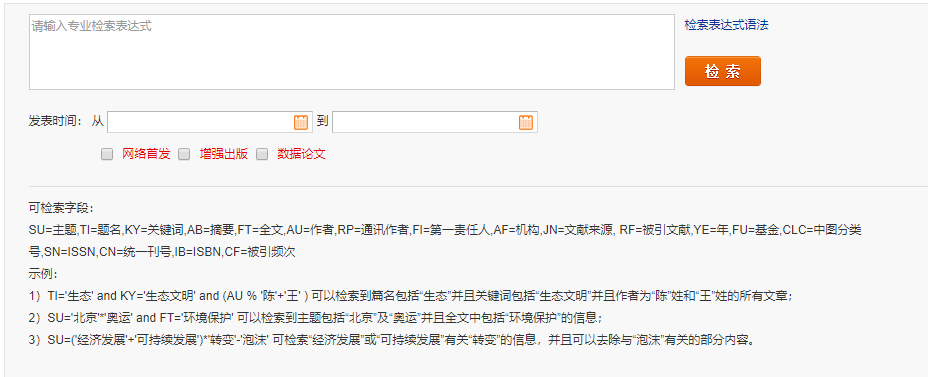 请输入专业检索表达式
检索表达式语法
检 索
发表时间： 从 到
网络首发 增强出版 数据论文
可检索字段：
SU=主题,TI=题名,KY=关键词,AB=摘要,FT=全文,AU=作者,RP=通讯作者,FI=第一责任人,AF=机构,JN=文献来源, RF=被引文献,YE=年,FU=基金,CLC=中图分类
号,SN=ISSN,CN=统一刊号,IB=ISBN,CF=被引频次
示例：
1）TI='生态' and KY='生态文明' and (AU % '陈'+'王' ) 可以检索到篇名包括“生态”并且关键词包括“生态文明”并且作者为“陈”姓和“王”姓的所有文章；
2）SU='北京'*'奥运' and FT='环境保护' 可以检索到主题包括“北京”及“奥运”并且全文中包括“环境保护”的信息；
3）SU=('经济发展'+'可持续发展')*'转变'-'泡沫' 可检索“经济发展”或“可持续发展”有关“转变”的信息，并且可以去除与“泡沫”有关的部分内容。